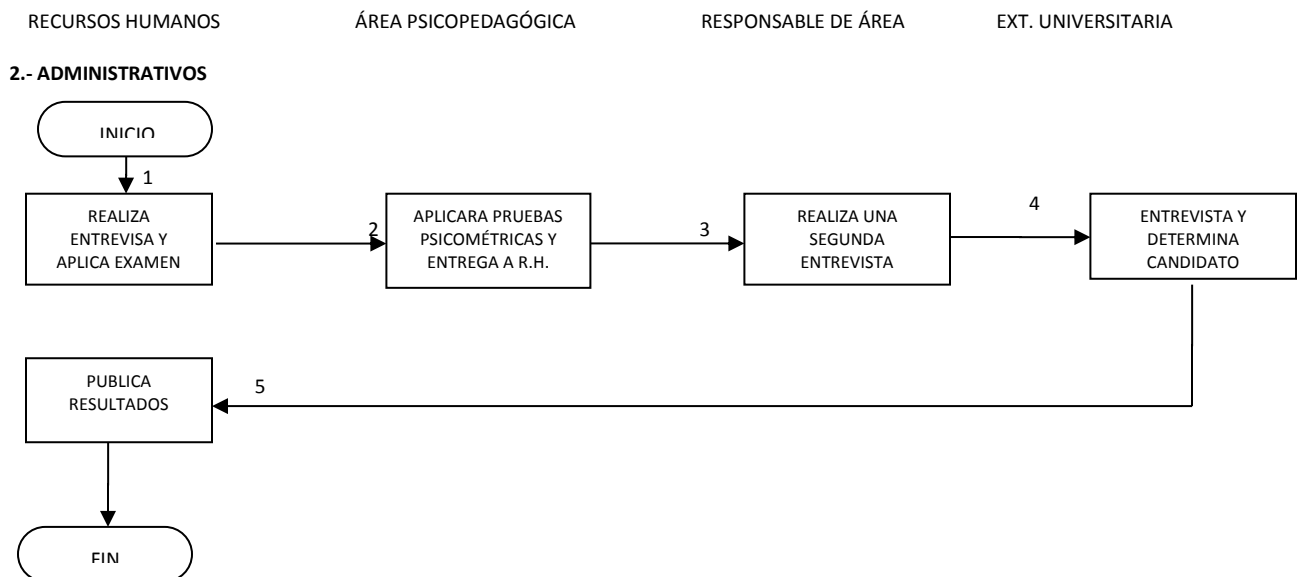 RECURSOS HUMANOS ÁREA PSICOPEDAGÓGICA RESPONSABLE DE ÁREA EXT. UNIVERSITARIA
2.- ADMINISTRATIVOS
INICIO
1
REALIZA
ENTREVISA Y
APLICA EXAMEN
2
APLICARA PRUEBAS
PSICOMÉTRICAS Y
ENTREGA A R.H.
3
REALIZA UNA
SEGUNDA
ENTREVISTA
4
ENTREVISTA Y
DETERMINA
CANDIDATO
5
PUBLICA
RESULTADOS
FIN